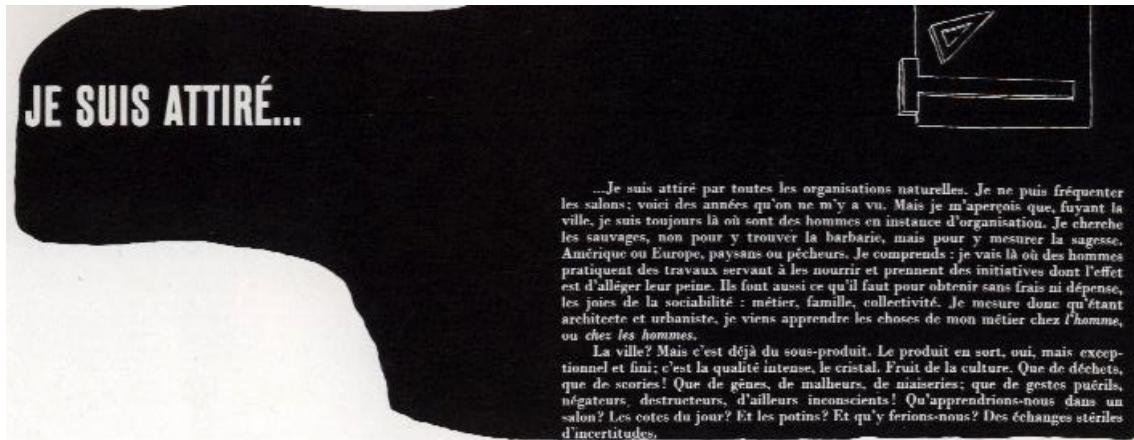 JE SUIS ATTIRÉ...
...Je suis attiré par toutes les organisations naturelles. Je ne puis fréquenter
les salons; voici des années qu'on ne m'y a vu. Mais je m'aperçois que, fuyant la
ville, je suis toujours là où sont des hommes en instance d'organisation. Je cherche
les sauvages, non pour y trouver la barbarie, mais pour y mesurer la sagesse.
Amérique ou Europe, paysans ou pêcheurs. Je comprends : je vais là où des hommes
pratiquent des travaux servant à les nourrir et prennent des initiatives dont l'effet
est d'alléger leur peine. Ils font aussi ce qu'il faut pour obtenir sans frais ni dépense,
les joies de la sociabilité : métier, famille, collectivité. Je mesure donc qu'étant
architecte et urbaniste, je viens apprendre les choses de mon métier chez l'homme,
ou chez les hommes.
La ville? Mais c'est déjà du sous-produit. Le produit en sort, oui, mais excep-
tionnel et fini; c'est la qualité intense, le cristal. Fruit de la culture. Que de déchets,
que de scories! Que de gênes, de malheurs, de niaiseries; que de gestes puérils,
négateurs, destructeurs, d'ailleurs inconscients! Qu'apprendrions-nous dans un
salon? Les cotes du jour? Et les potins? Et qu'y ferions-nous? Des échanges stériles
d'incertitudes.